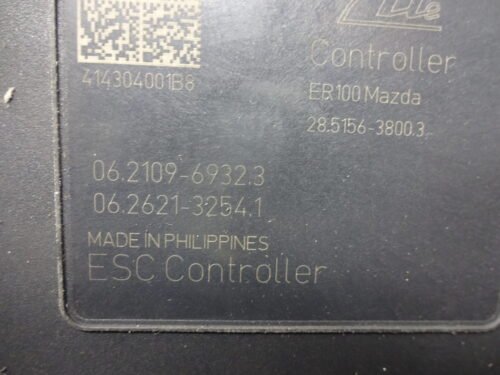 Ate
Controller
414304001B8
ER100 Mazda
28.5156-3800.3
06.2109-6932.3
06.2621-3254.1
MADE IN PHILIPPINES
ESC Controller